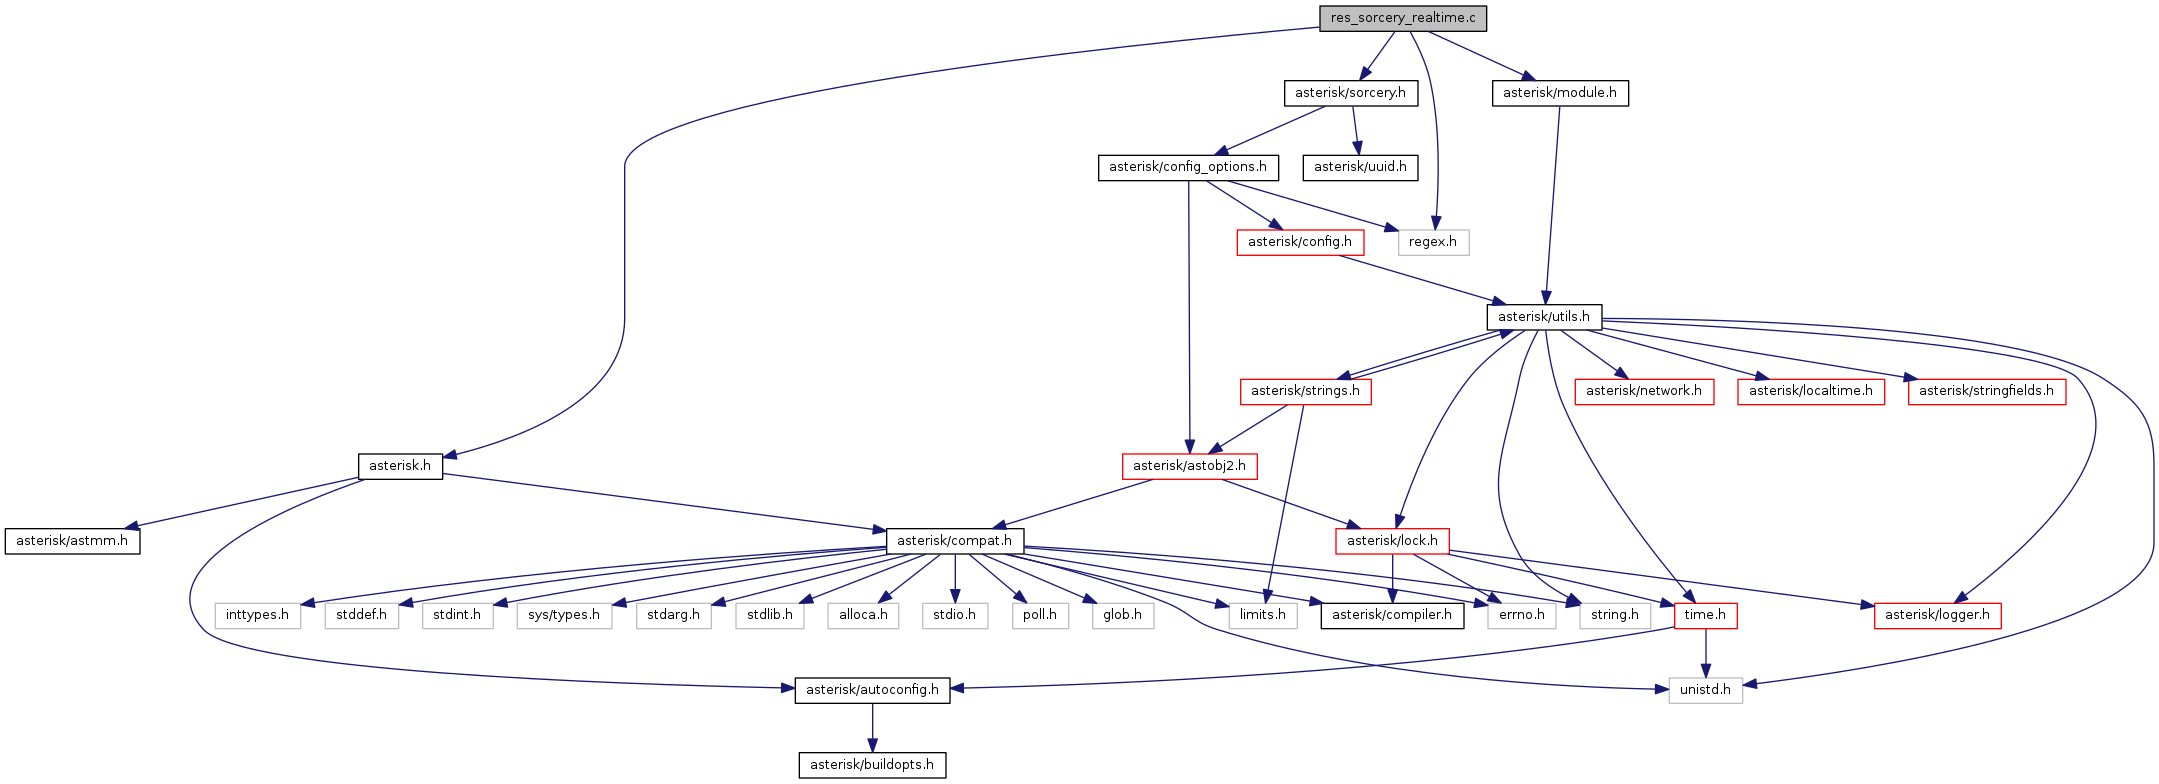 res_sorcery_realtime.c
asterisk/sorcery.h
asterisk/module.h
asterisk/config_options.h
asterisk/uuid.h
asterisk/config.h
regex.h
asterisk/utils.h
asterisk/strings.h
asterisk/network.h
asterisk/localtime.h
asterisk/stringfields.h
asterisk.h
asterisk/astobj2.h
asterisk/astmm.h
asterisk/compat.h
asterisk/lock.h
inttypes.h
stddef.h
stdint.h
sys/types.h
stdarg.h
stdlib.h
alloca.h
stdio.h
poll.h
glob.h
limits.h
asterisk/compiler.h
errno.h
string.h
time.h
asterisk/logger.h
asterisk/autoconfig.h
unistd.h
asterisk/buildopts.h